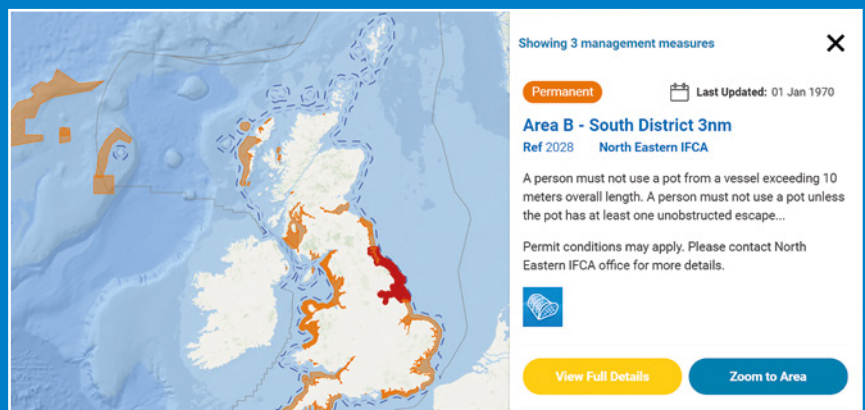 Showing 3 management measures
Permanent
Last Updated: 01 Jan 1970
Area B - South District 3nm
Ref 2028 North Eastern IFCA
A person must not use a pot from a vessel exceeding 10
meters overall length. A person must not use a pot unless
the pot has at least one unobstructed escape...
Permit conditions may apply. Please contact North
Eastern IFCA office for more details.
View Full Details
Zoom to Area